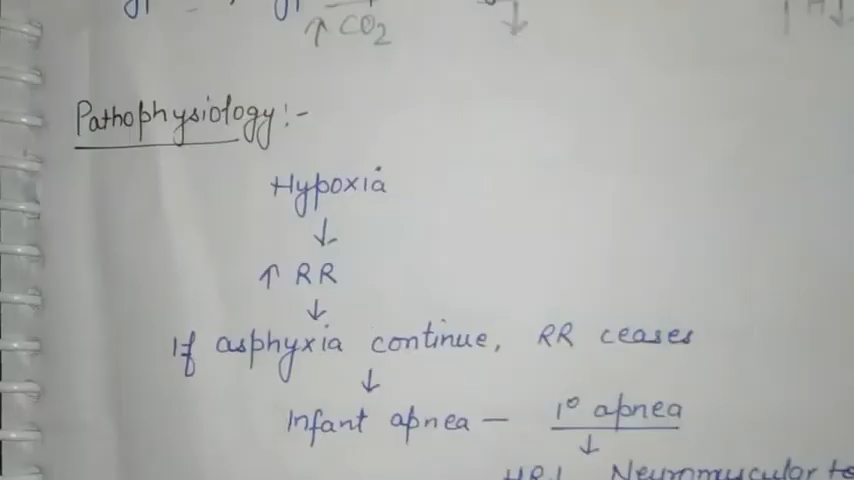 ↑ CO2 ↓
Pathophysiology:-
Hypoxia
↓
↑ RR
↓
If asphyxia continue, RR ceases
↓
Infant apnea — 1° apnea
↓
Neuromuscular